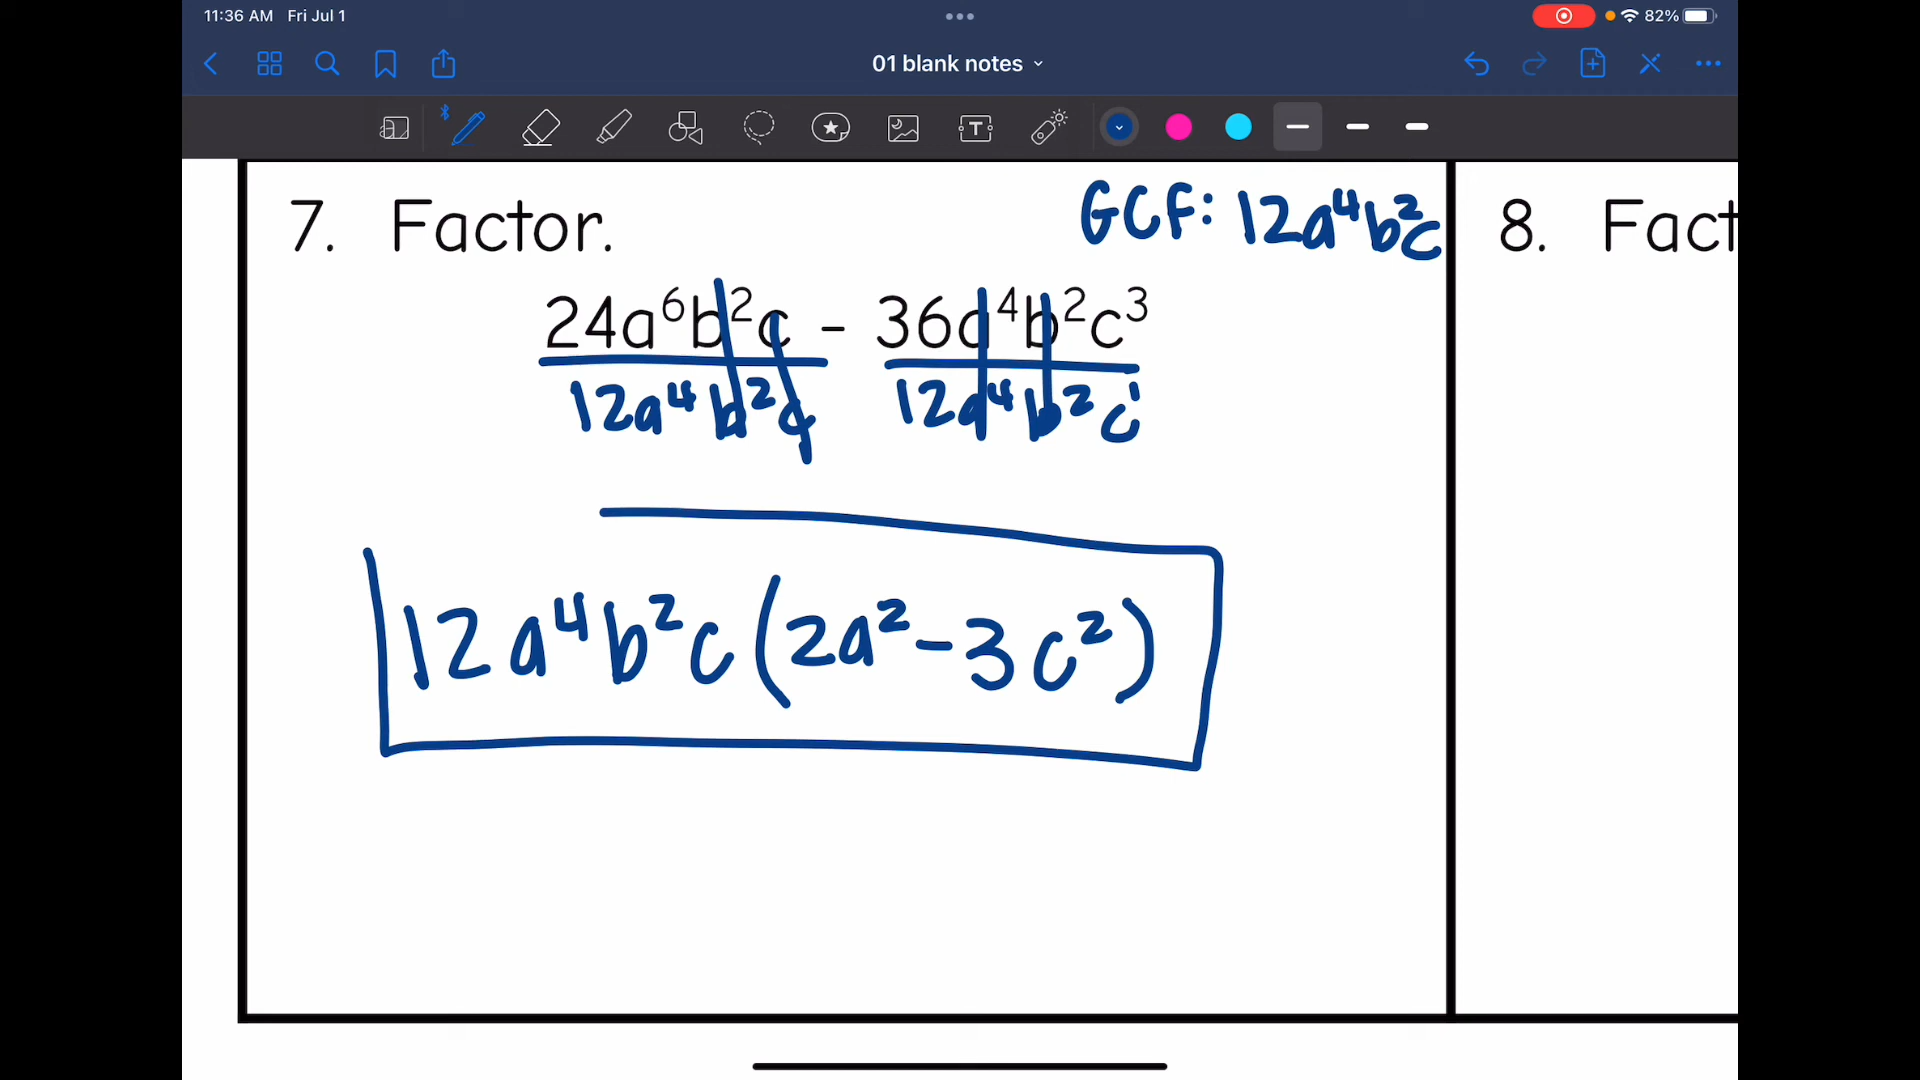 11:36 AM Fri Jul 1
82%
01 blank notes
7. Factor.
GCF: 12a⁴b²c
8. Fact
24a⁶b²c - 36a⁴b²c³
12a⁴b²c 12a⁴b²c¹
12a⁴b²c(2a²-3c²)